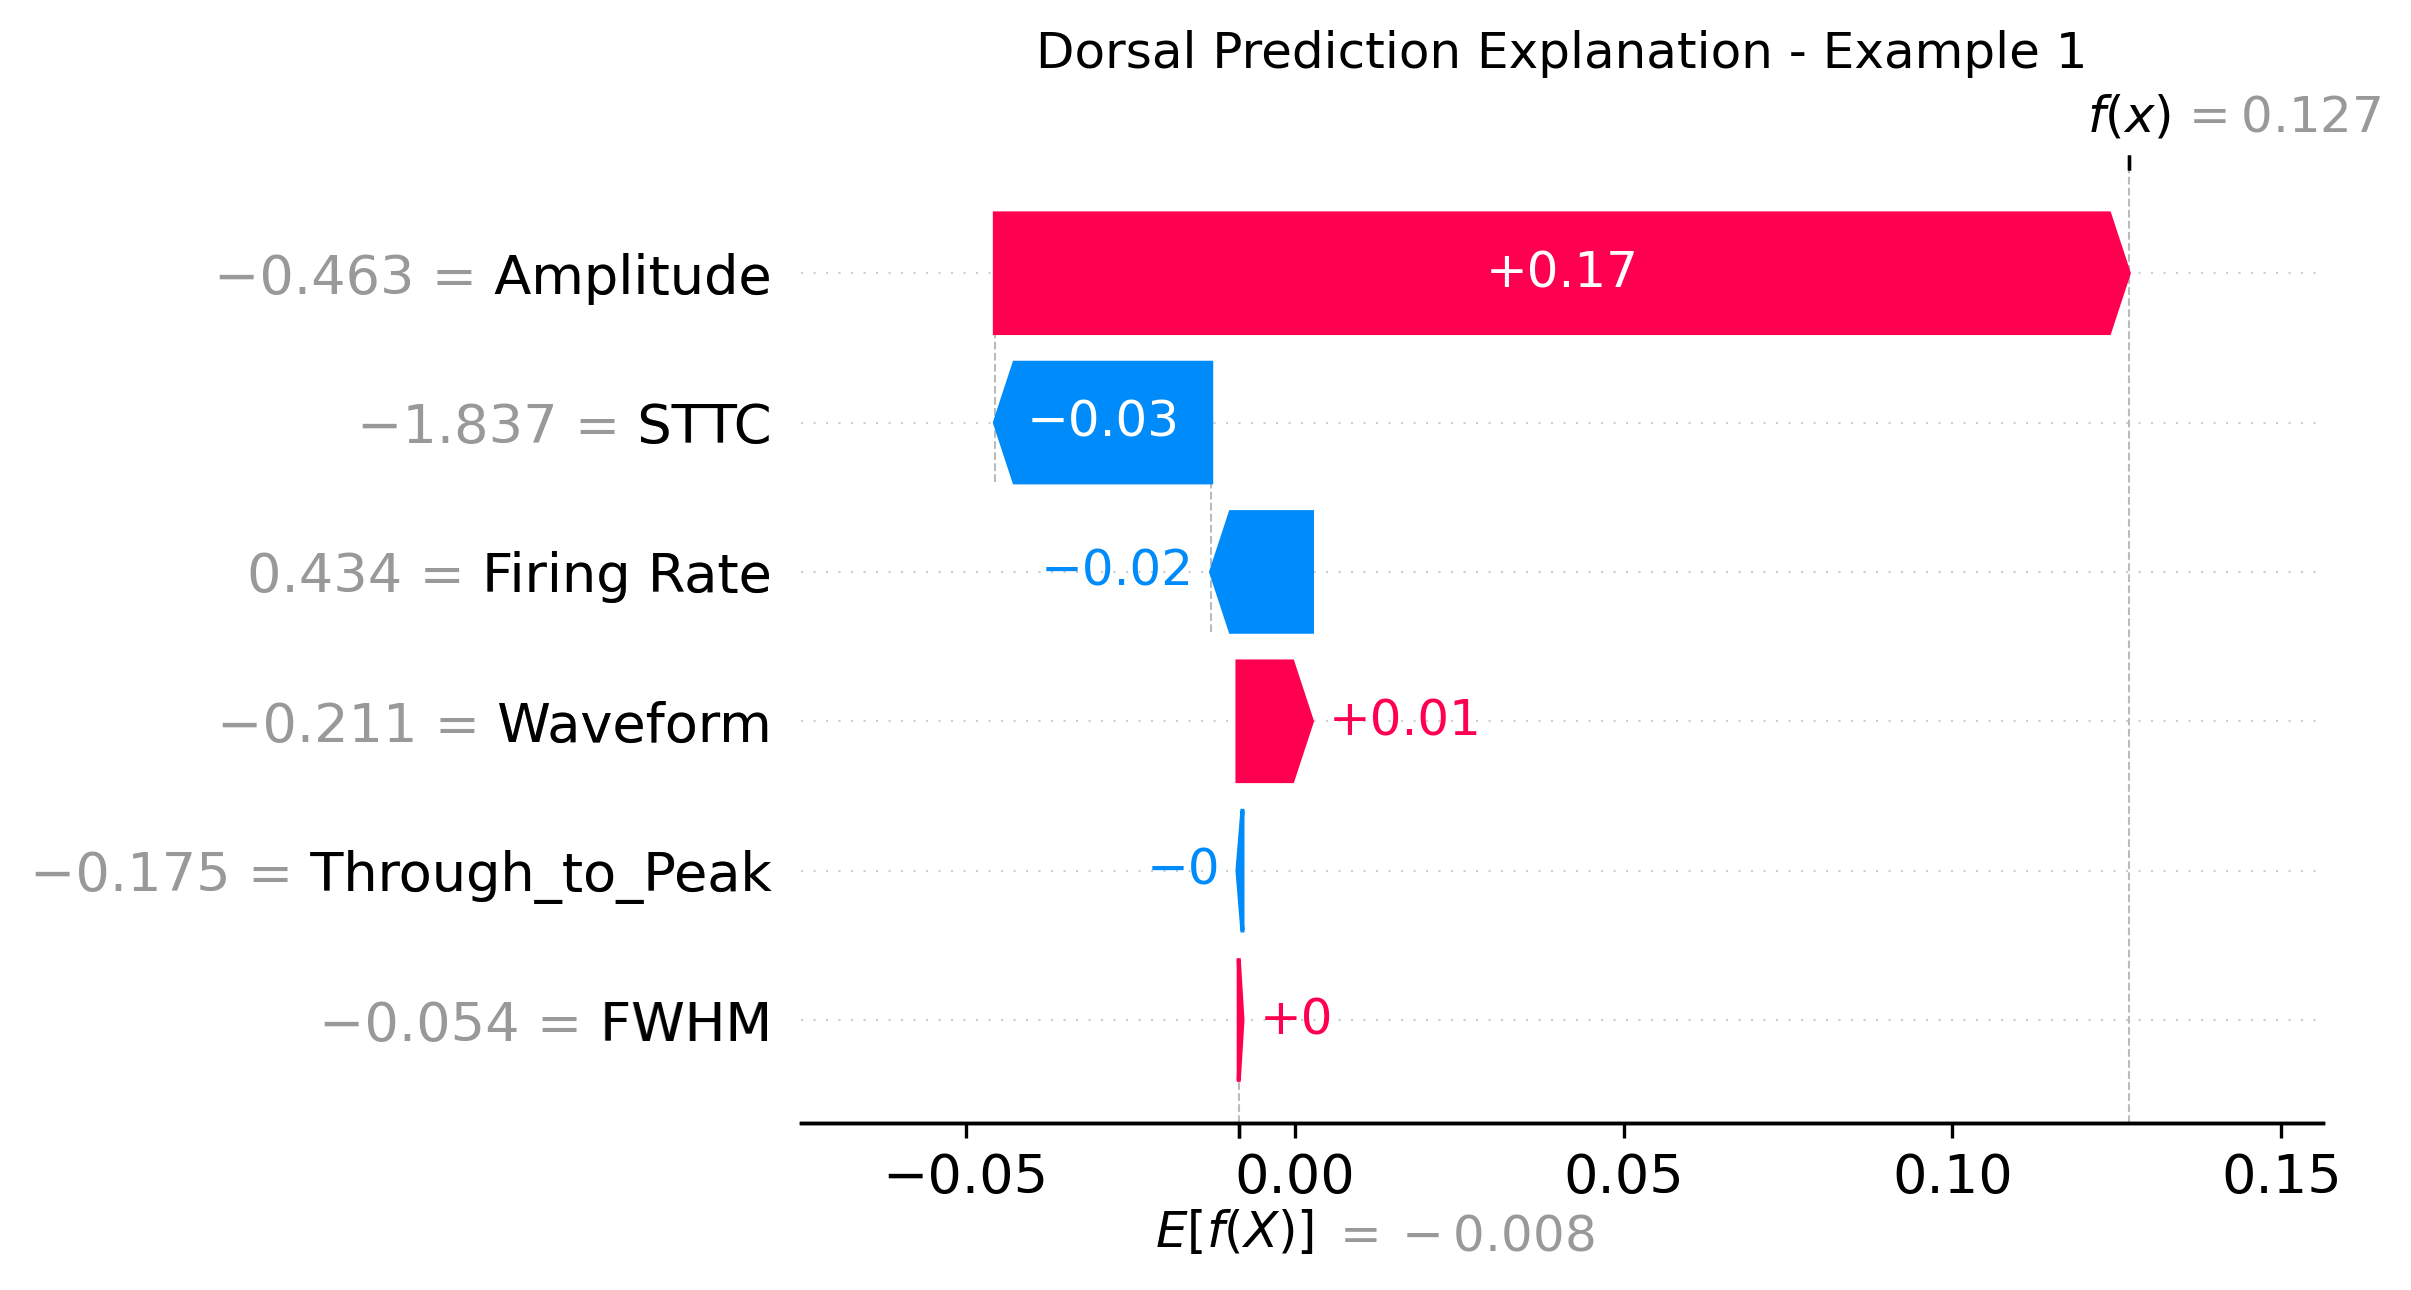 Dorsal Prediction Explanation - Example 1
f(x) = 0.127
−0.463 = Amplitude
+0.17
−1.837 = STTC
−0.03
0.434 = Firing Rate
−0.02
−0.211 = Waveform
+0.01
−0.175 = Through_to_Peak
−0
−0.054 = FWHM
+0
−0.05 0.00 0.05 0.10 0.15
E[f(X)] = −0.008